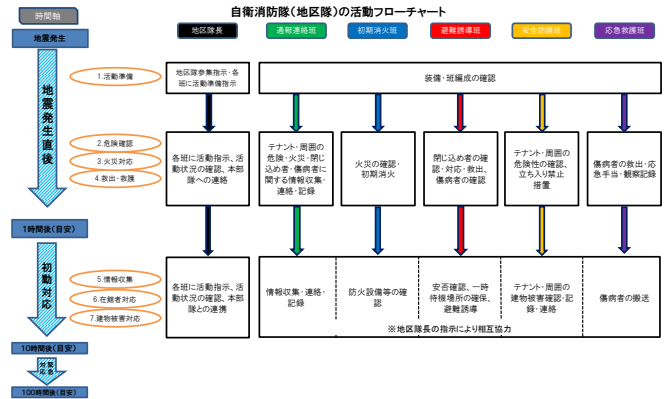 自衛消防隊(地区隊)の活動フローチャート
時間軸
地震発生
地区隊長
通報連絡班
初期消火班
避難誘導班
安全防護班
応急救護班
地震発生直後
1.活動準備
地区隊参集指示・各
班に活動準備指示
装備・班編成の確認
2.危険確認
3.火災対応
4.救出・救護
各班に活動指示、活
動状況の確認、本部
隊への連絡
テナント・周囲の
危険・火災・閉じ
込め者・傷病者に
関する情報収集・
連絡・記録
火災の確認・
初期消火
閉じ込め者の確
認・対応・救出、
傷病者の確認
テナント・周囲の
危険性の確認、
立ち入り禁止
措置
傷病者の救出・応
急手当・観察記録
1時間後(目安)
初動対応
5.情報収集
6.在館者対応
7.建物被害対応
各班に活動指示、活
動状況の確認、本部
隊との連携
情報収集・連絡・
記録
防火設備等の確
認
安否確認、一時
待機場所の確保、
避難誘導
テナント・周囲の
建物被害確認・記
録・連絡
傷病者の搬送
※地区隊長の指示により相互協力
10時間後(目安)
緊急対応
100時間後(目安)